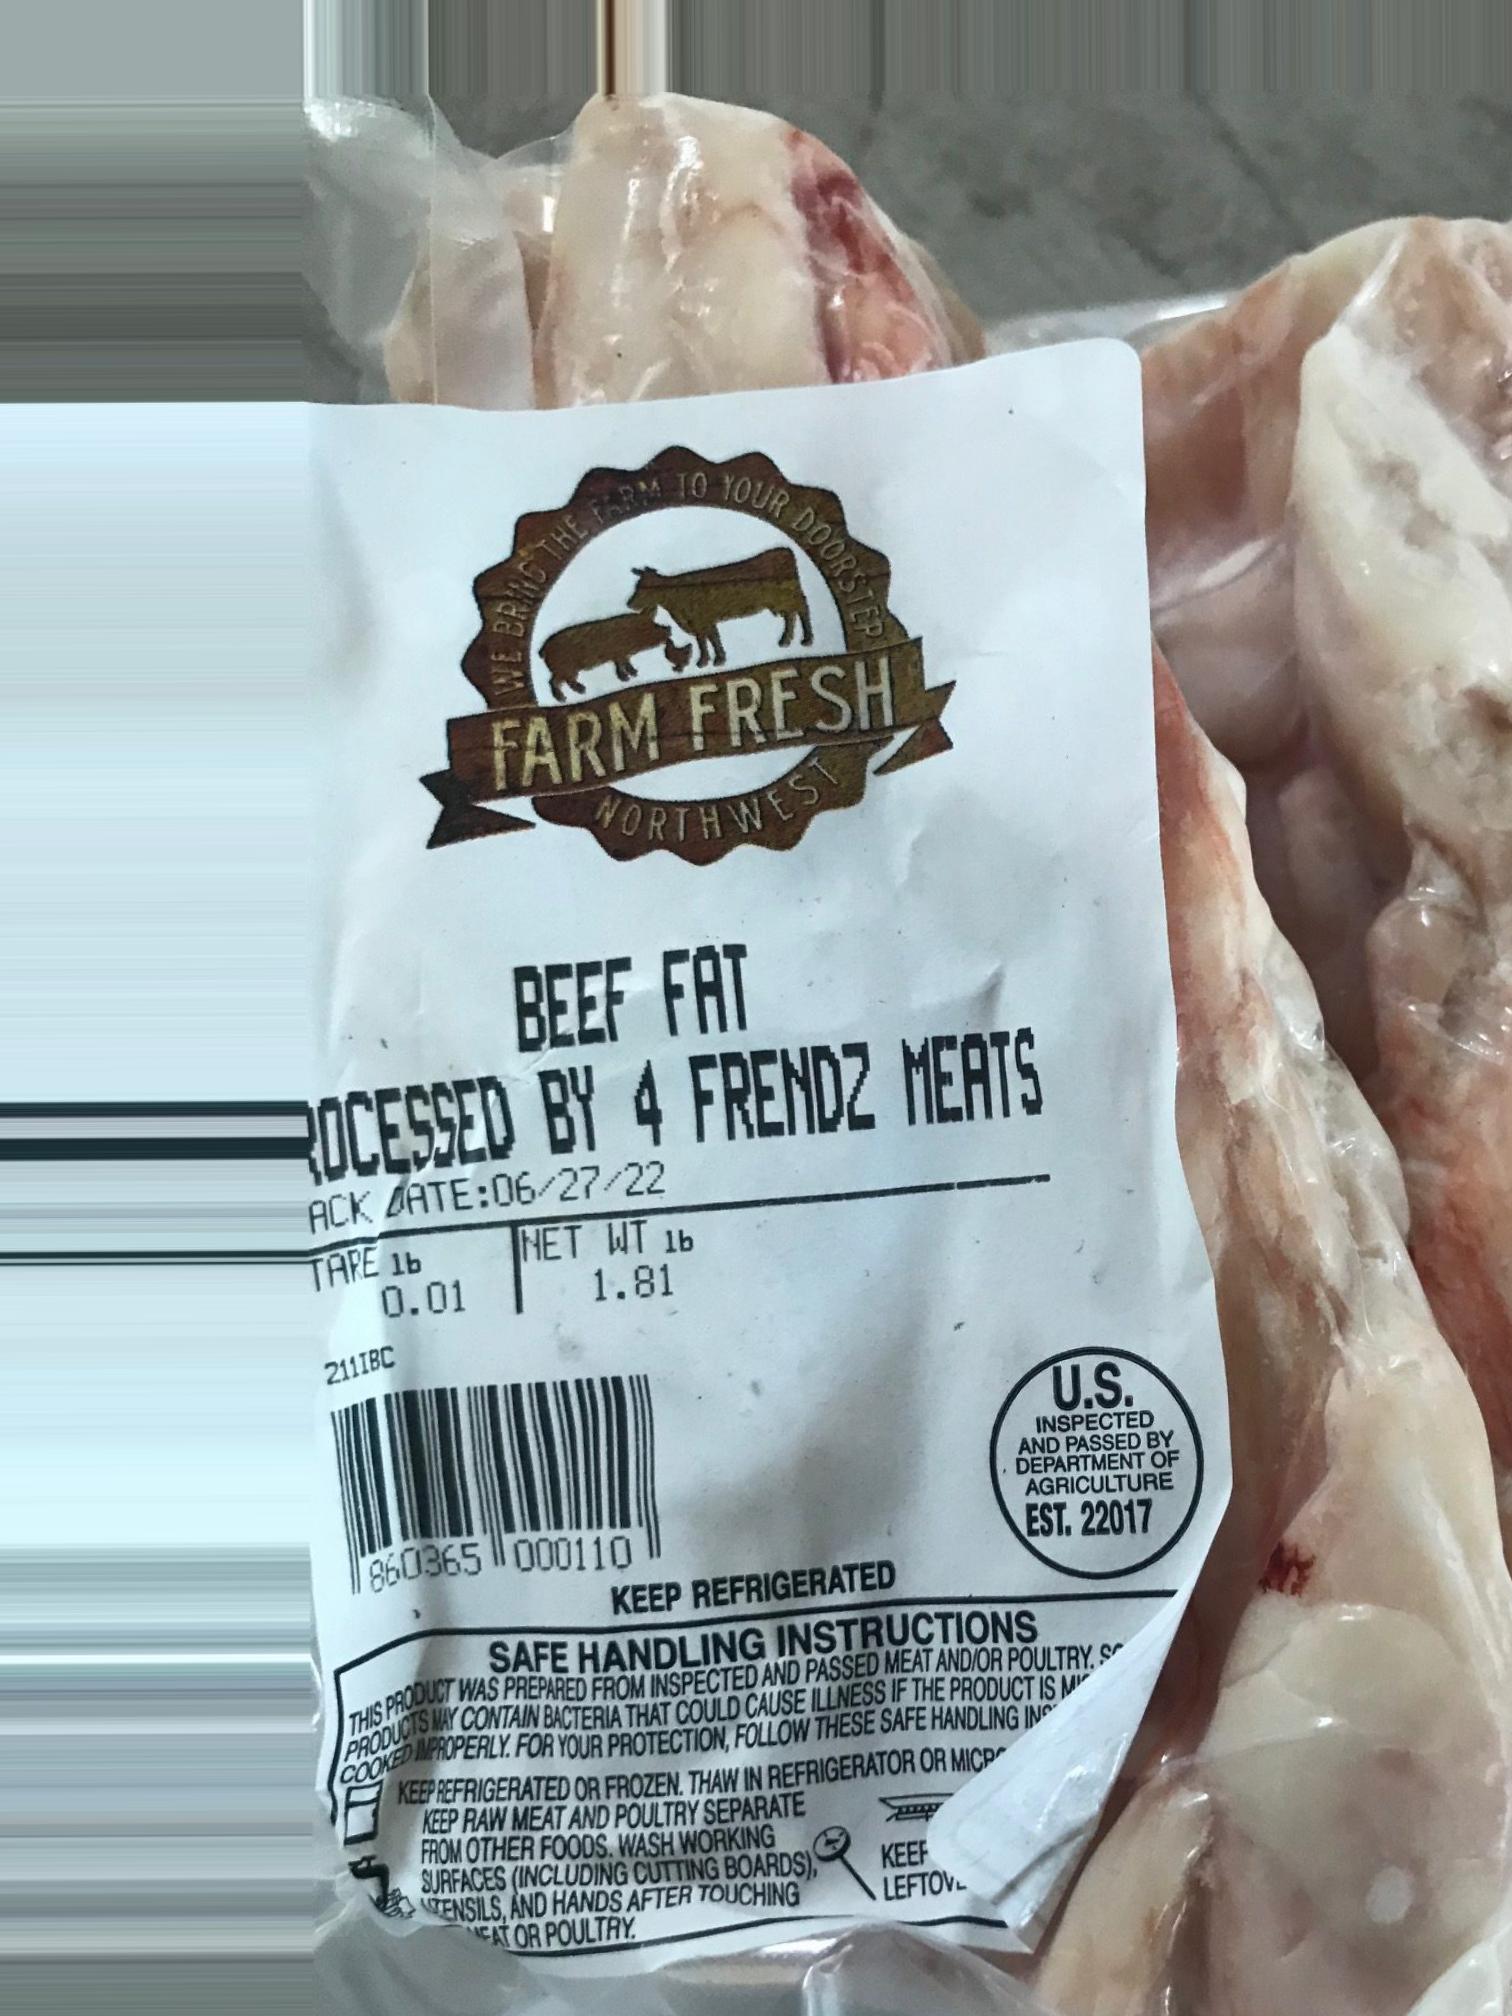 WE BRING THE FARM TO YOUR DOORSTEP
FARM FRESH
NORTHWEST
BEEF FAT
ROCESSED BY 4 FRENDZ MEATS
ACK DATE:06/27/22
TARE lb
0.01
NET WT lb
1.81
211IBC
860365 000110
U.S.
INSPECTED
AND PASSED BY
DEPARTMENT OF
AGRICULTURE
EST. 22017
KEEP REFRIGERATED
SAFE HANDLING INSTRUCTIONS
THIS PRODUCT WAS PREPARED FROM INSPECTED AND PASSED MEAT AND/OR POULTRY.
PRODUCTS MAY CONTAIN BACTERIA THAT COULD CAUSE ILLNESS IF THE PRODUCT IS
COOKED IMPROPERLY. FOR YOUR PROTECTION, FOLLOW THESE SAFE HANDLING
KEEP REFRIGERATED OR FROZEN. THAW IN REFRIGERATOR OR
KEEP RAW MEAT AND POULTRY SEPARATE
FROM OTHER FOODS. WASH WORKING
SURFACES (INCLUDING CUTTING BOARDS),
UTENSILS, AND HANDS AFTER TOUCHING
MEAT OR POULTRY.
KEEP